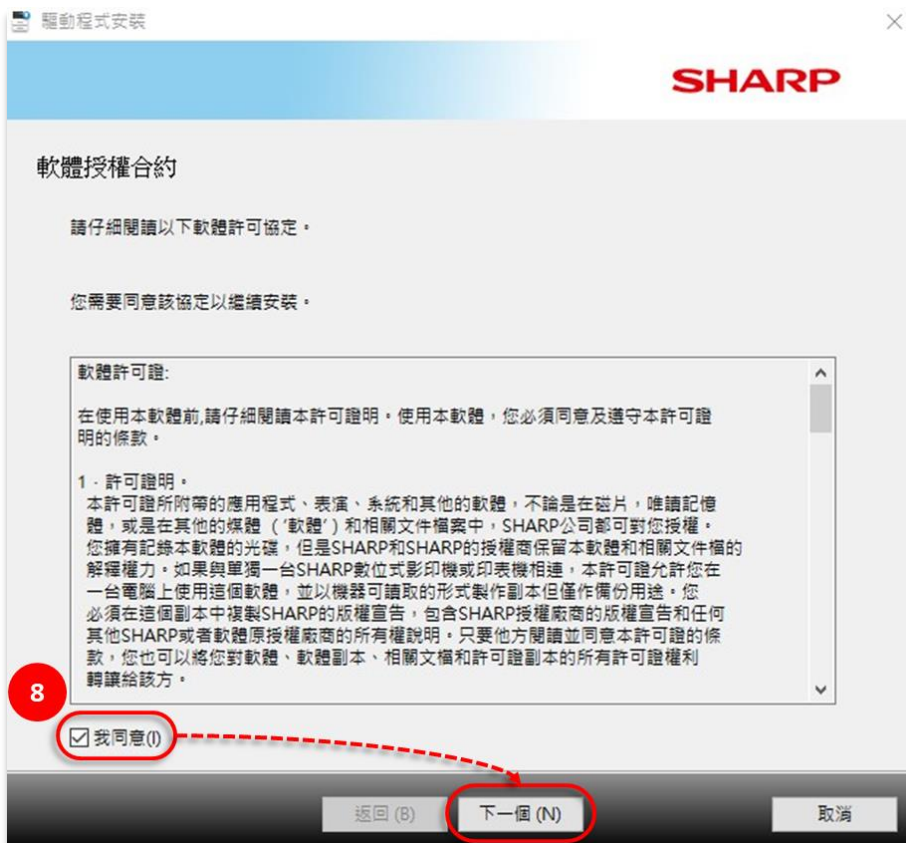 驅動程式安裝
SHARP
軟體授權合約
請仔細閱讀以下軟體許可協定。
您需要同意該協定以繼續安裝。
軟體許可證:
在使用本軟體前,請仔細閱讀本許可證明。使用本軟體，您必須同意及遵守本許可證
明的條款。
1 · 許可證明。
本許可證所附帶的應用程式、表演、系統和其他的軟體，不論是在磁片，唯讀記憶
體，或是在其他的媒體 （‘軟體’）和相關文件檔案中，SHARP公司都可對您授權。
您擁有記錄本軟體的光碟，但是SHARP和SHARP的授權商保留本軟體和相關文件檔的
解釋權力。如果與單獨一台SHARP數位式影印機或印表機相連，本許可證允許您在
一台電腦上使用這個軟體，並以機器可讀取的形式製作副本但僅作備份用途。您
必須在這個副本中複製SHARP的版權宣告，包含SHARP授權廠商的版權宣告和任何
其他SHARP或者軟體原授權廠商的所有權說明。只要他方閱讀並同意本許可證的條
款，您也可以將您對軟體、軟體副本、相關文檔和許可證副本的所有許可證權利
轉讓給該方。
8
我同意(I)
返回 (B)
下一個 (N)
取消